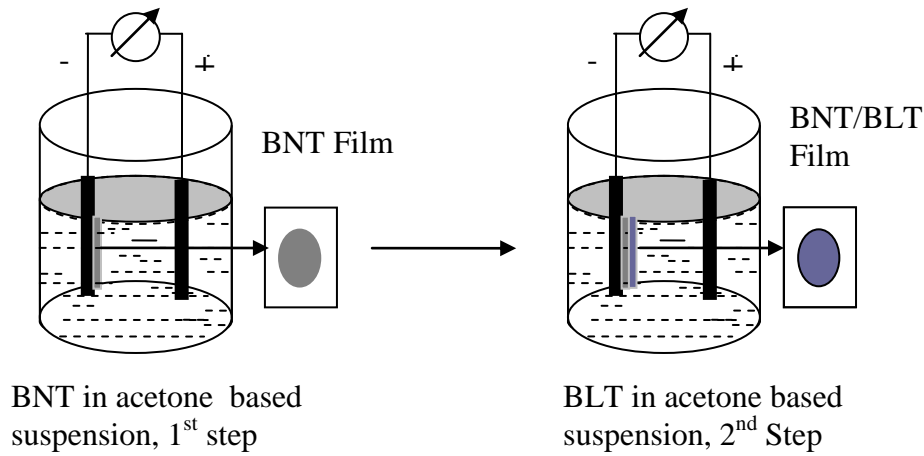 - +
BNT Film
BNT in acetone based
suspension, 1st step
- +
BNT/BLT
Film
BLT in acetone based
suspension, 2nd Step